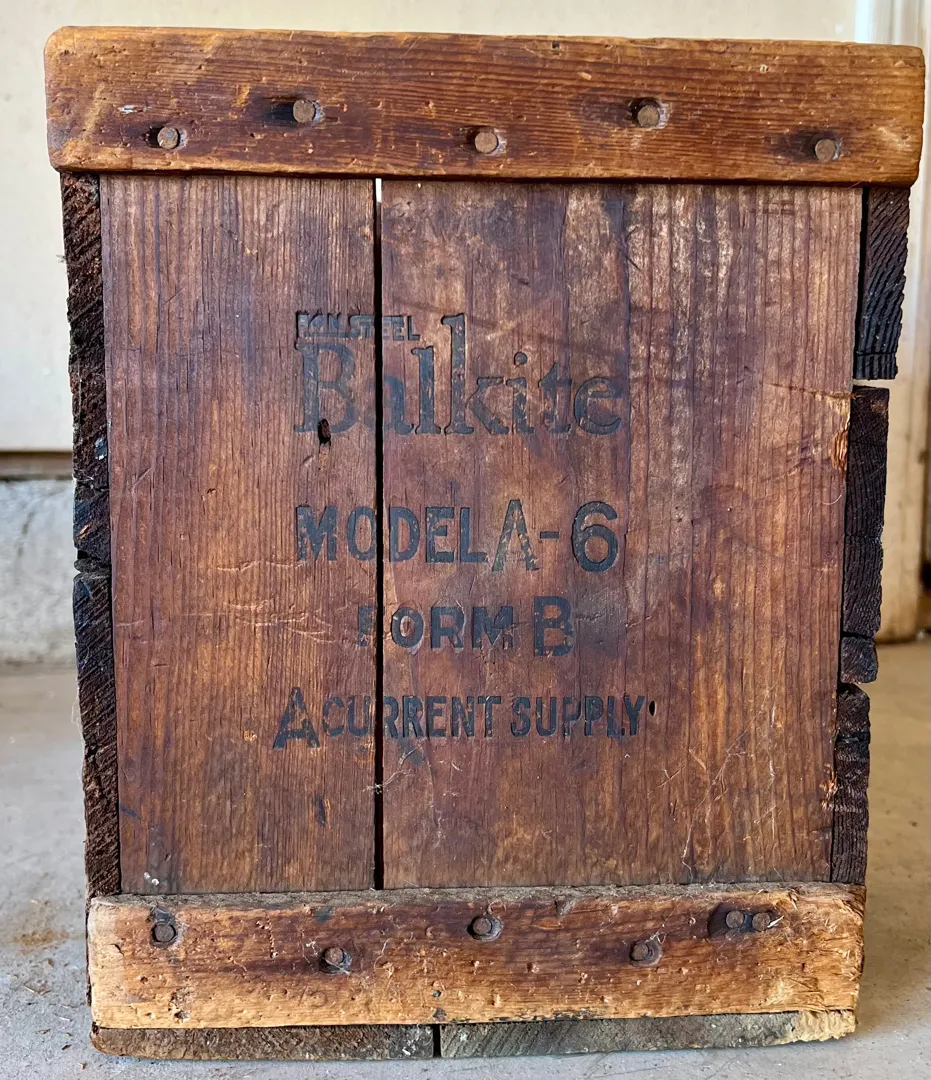 FANSTEEL
Balkite
MODEL A-6
FORM B
A CURRENT SUPPLY